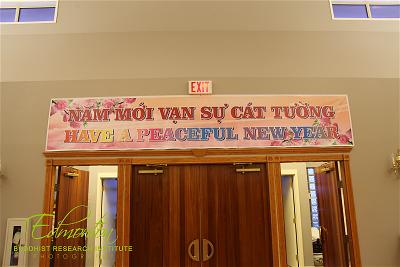 EXIT
NĂM MỚI VẠN SỰ CÁT TƯỜNG
HAVE A PEACEFUL NEW YEAR
Edmonton
BUDDHIST RESEARCH INSTITUTE
PHOTOGRAPHY